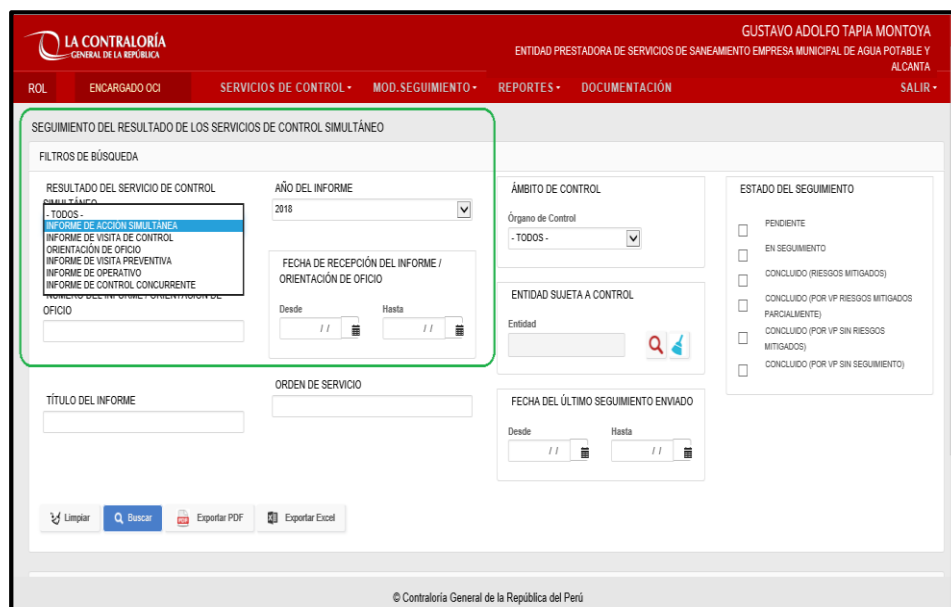 LA CONTRALORÍA
GENERAL DE LA REPÚBLICA
GUSTAVO ADOLFO TAPIA MONTOYA
ENTIDAD PRESTADORA DE SERVICIOS DE SANEAMIENTO EMPRESA MUNICIPAL DE AGUA POTABLE Y
ALCANTA
ROL ENCARGADO OCI SERVICIOS DE CONTROL MOD.SEGUIMIENTO REPORTES DOCUMENTACIÓN SALIR
SEGUIMIENTO DEL RESULTADO DE LOS SERVICIOS DE CONTROL SIMULTÁNEO
FILTROS DE BÚSQUEDA
RESULTADO DEL SERVICIO DE CONTROL
SIMULTÁNEO
- TODOS -
INFORME DE ACCIÓN SIMULTÁNEA
INFORME DE VISITA DE CONTROL
ORIENTACIÓN DE OFICIO
INFORME DE VISITA PREVENTIVA
INFORME DE OPERATIVO
INFORME DE CONTROL CONCURRENTE
NÚMERO DEL INFORME / ORIENTACIÓN DE
OFICIO
AÑO DEL INFORME
2018
FECHA DE RECEPCIÓN DEL INFORME /
ORIENTACIÓN DE OFICIO
Desde Hasta
/ / / /
TÍTULO DEL INFORME
ORDEN DE SERVICIO
ÁMBITO DE CONTROL
Órgano de Control
- TODOS -
ENTIDAD SUJETA A CONTROL
Entidad
FECHA DEL ÚLTIMO SEGUIMIENTO ENVIADO
Desde Hasta
/ / / /
ESTADO DEL SEGUIMIENTO
PENDIENTE
EN SEGUIMIENTO
CONCLUIDO (RIESGOS MITIGADOS)
CONCLUIDO (POR VP RIESGOS MITIGADOS
PARCIALMENTE)
CONCLUIDO (POR VP SIN RIESGOS
MITIGADOS)
CONCLUIDO (POR VP SIN SEGUIMIENTO)
Limpiar Buscar Exportar PDF Exportar Excel
© Contraloría General de la República del Perú